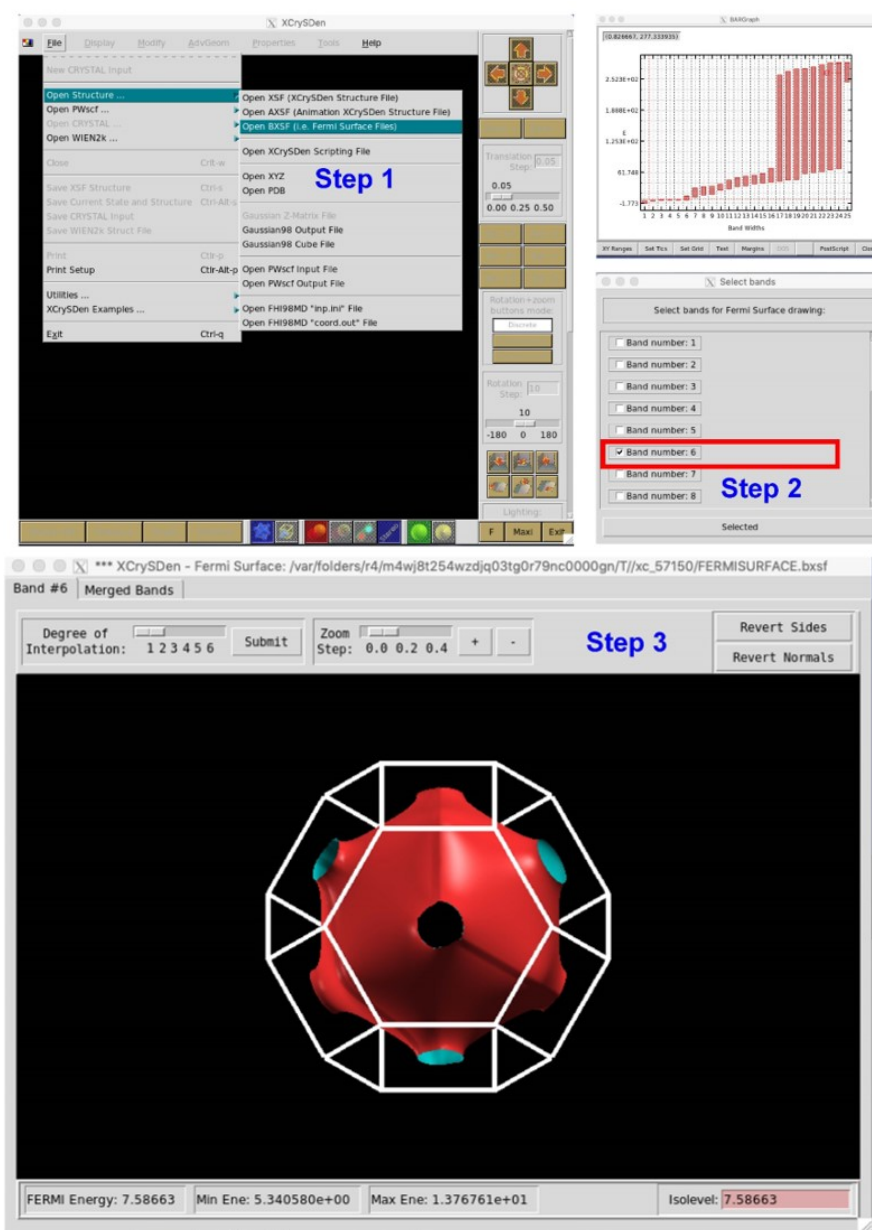 XCrySDen
File Display Modify AdvGeom Properties Tools Help
New CRYSTAL Input
Open Structure ...
Open PWscf ...
Open CRYSTAL ...
Open WIEN2k ...
Close Crlt-w
Save XSF Structure Ctrl-s
Save Current State and Structure Ctrl-Alt-s
Save CRYSTAL Input
Save WIEN2k Struct File
Print Ctlr-p
Print Setup Ctlr-Alt-p
Utilities ...
XCrySDen Examples ...
Exit Ctrl-q
Open XSF (XCrySDen Structure File)
Open AXSF (Animation XCrySDen Structure File)
Open BXSF (i.e. Fermi Surface Files)
Open XCrySDen Scripting File
Open XYZ
Open PDB
Gaussian Z-Matrix File
Gaussian98 Output File
Gaussian98 Cube File
Open PWscf Input File
Open PWscf Output File
Open FHI98MD "inp.ini" File
Open FHI98MD "coord.out" File
Step 1
Translation
Step: 0.05
0.05
0.00 0.25 0.50
Rotation+zoom
buttons mode:
Discrete
Rotation
Step: 10
10
-180 0 180
Lighting:
Stereo
F Maxi Exit
BARGraph
(0.826667, 277.333935)
2.523E+02
1.888E+02
E
1.253E+02
61.748
-1.773
1 2 3 4 5 6 7 8 9 10 11 12 13 14 15 16 17 18 19 20 21 22 23 24 25
Band Widths
XY Ranges Set Tics Set Grid Text Margins PostScript
Select bands
Select bands for Fermi Surface drawing:
Band number: 1
Band number: 2
Band number: 3
Band number: 4
Band number: 5
Band number: 6
Band number: 7
Band number: 8
Step 2
Selected
*** XCrySDen - Fermi Surface: /var/folders/r4/m4wj8t254wzdjq03tg0r79nc0000gn/T//xc_57150/FERMISURFACE.bxsf
Band #6 Merged Bands
Degree of
Interpolation: 1 2 3 4 5 6 Submit
Zoom
Step: 0.0 0.2 0.4 + -
Step 3
Revert Sides
Revert Normals
FERMI Energy: 7.58663 Min Ene: 5.340580e+00 Max Ene: 1.376761e+01 Isolevel: 7.58663